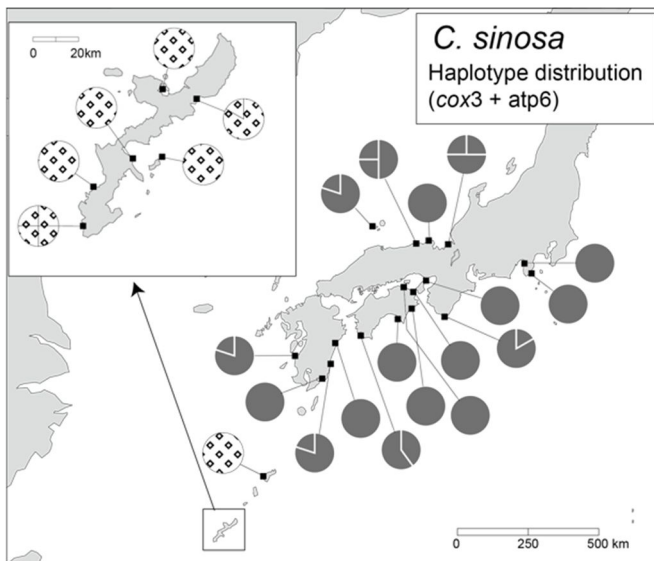 0 20km
C. sinosa
Haplotype distribution
(cox3 + atp6)
0 250 500 km